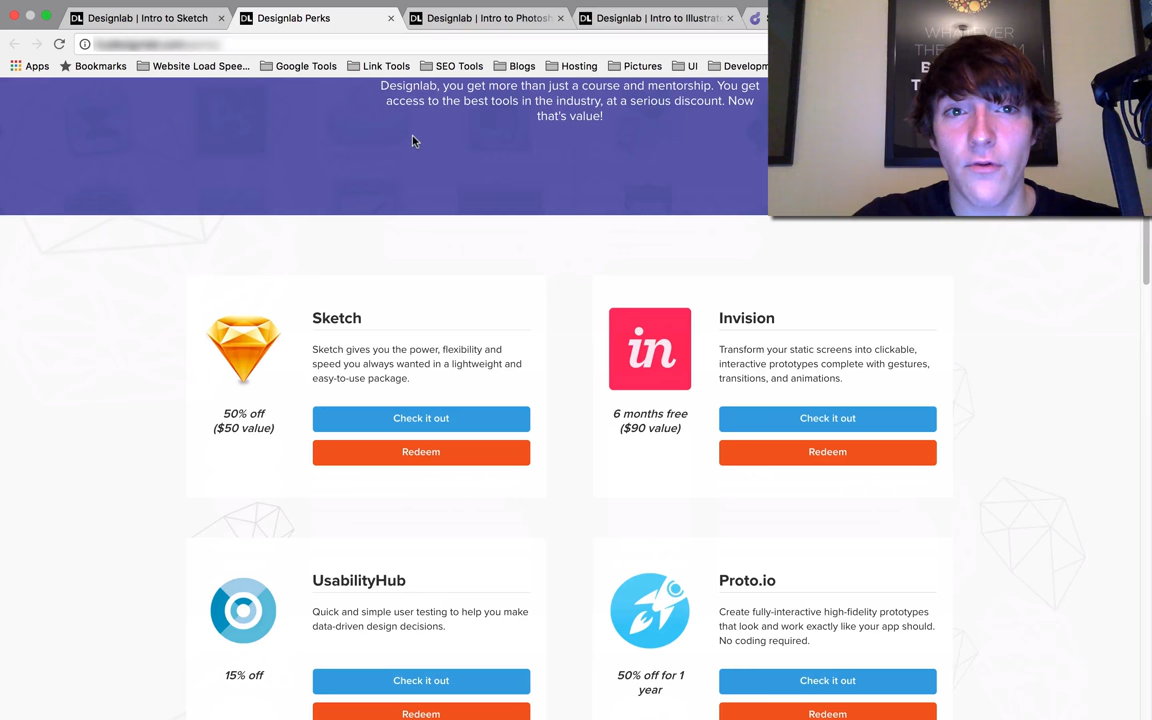 Designlab | Intro to Sketch
Designlab Perks
Designlab | Intro to Photosh
Designlab | Intro to Illustrat
Apps
Bookmarks
Website Load Spee...
Google Tools
Link Tools
SEO Tools
Blogs
Hosting
Pictures
UI
Developm
Designlab, you get more than just a course and mentorship. You get
access to the best tools in the industry, at a serious discount. Now
that's value!
WHATEVER
Sketch
Sketch gives you the power, flexibility and
speed you always wanted in a lightweight and
easy-to-use package.
50% off
($50 value)
Check it out
Redeem
in
Invision
Transform your static screens into clickable,
interactive prototypes complete with gestures,
transitions, and animations.
6 months free
($90 value)
Check it out
Redeem
UsabilityHub
Quick and simple user testing to help you make
data-driven design decisions.
15% off
Check it out
Redeem
Proto.io
Create fully-interactive high-fidelity prototypes
that look and work exactly like your app should.
No coding required.
50% off for 1
year
Check it out
Redeem